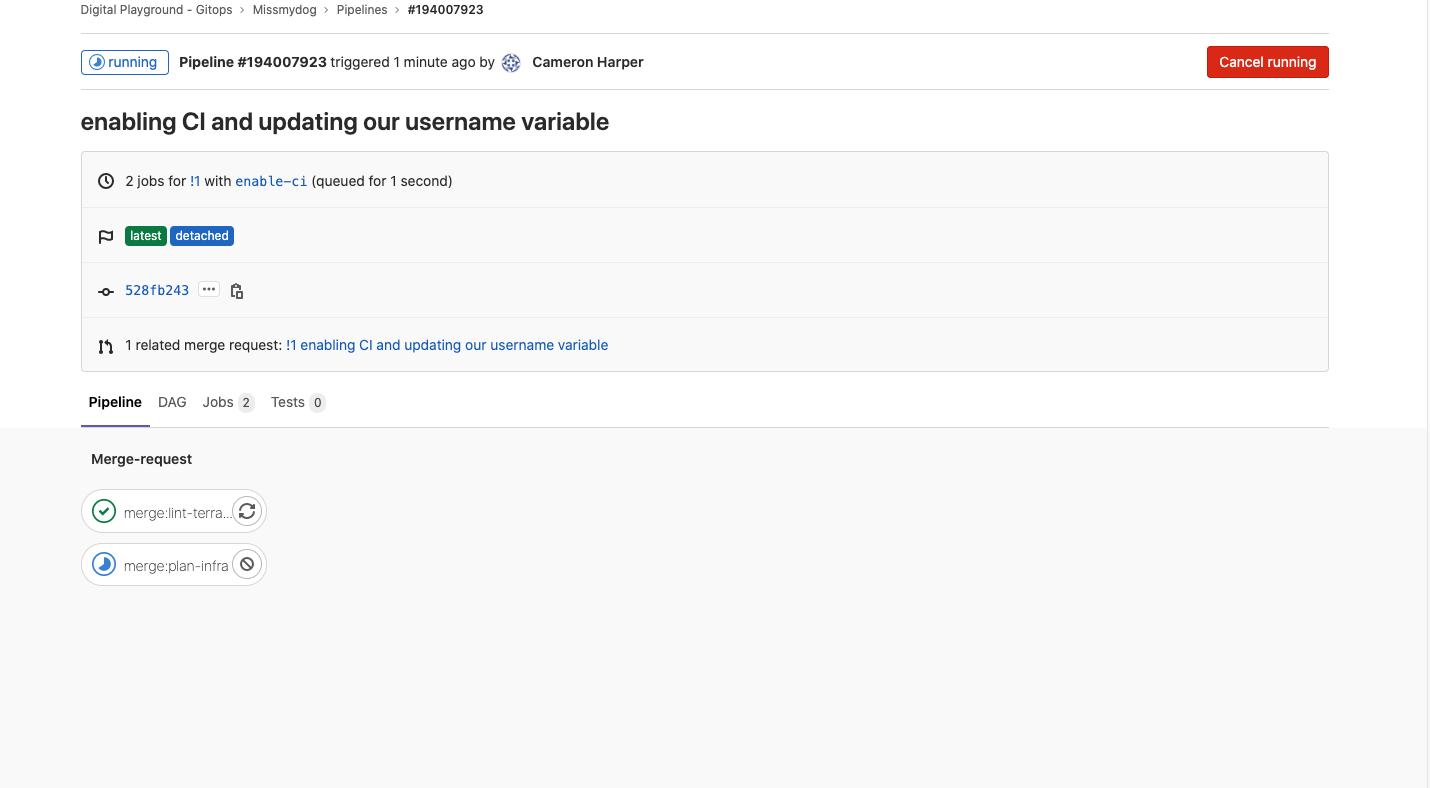 Digital Playground - Gitops › Missmydog › Pipelines › #194007923
running Pipeline #194007923 triggered 1 minute ago by Cameron Harper Cancel running
enabling CI and updating our username variable
2 jobs for !1 with enable-ci (queued for 1 second)
latest detached
528fb243 ···
1 related merge request: !1 enabling CI and updating our username variable
Pipeline DAG Jobs 2 Tests 0
Merge-request
merge:lint-terra...
merge:plan-infra